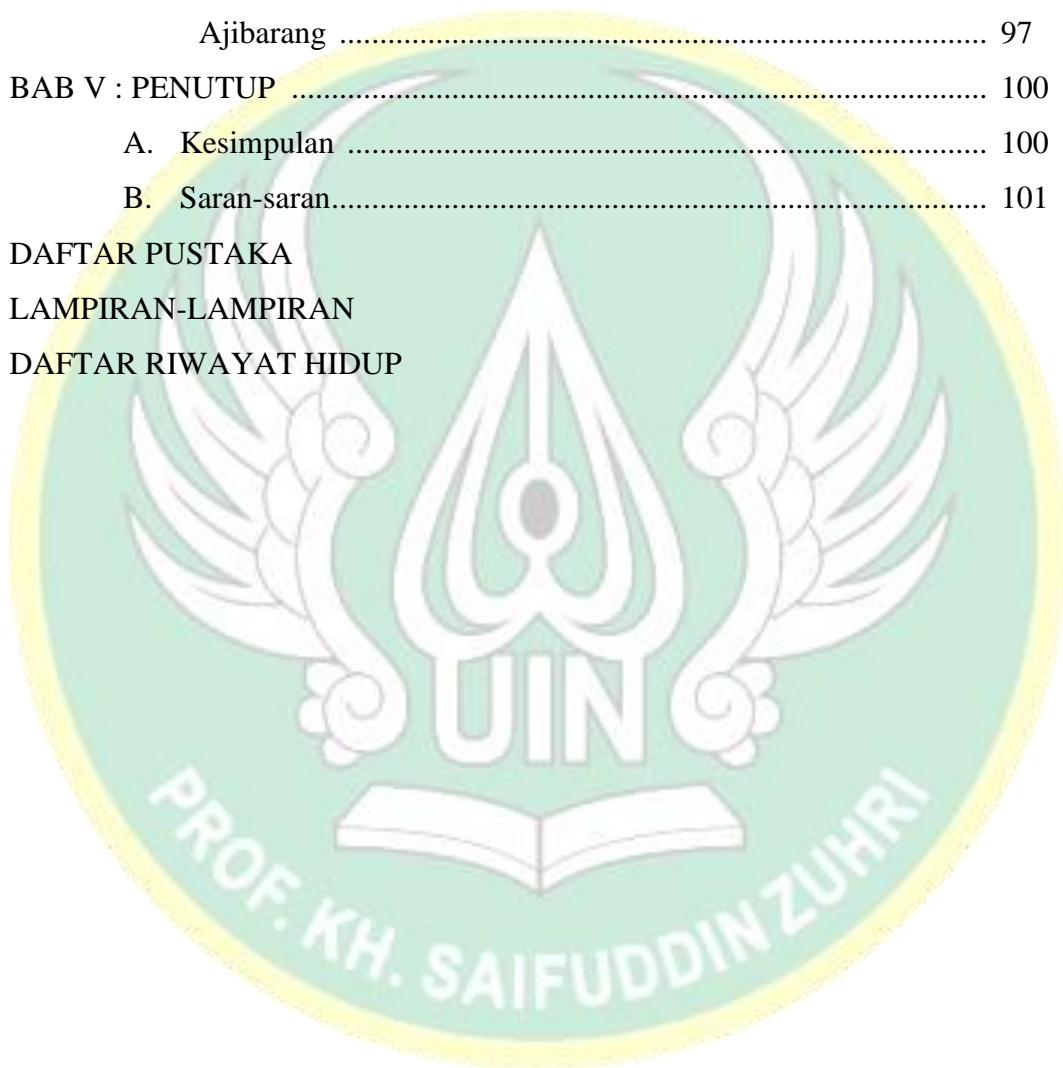 Ajibarang ................................................................................... 97
BAB V : PENUTUP ......................................................................................... 100
A. Kesimpulan .................................................................................. 100
B. Saran-saran.................................................................................... 101
DAFTAR PUSTAKA
LAMPIRAN-LAMPIRAN
DAFTAR RIWAYAT HIDUP
UIN
PROF. KH. SAIFUDDIN ZUHRI